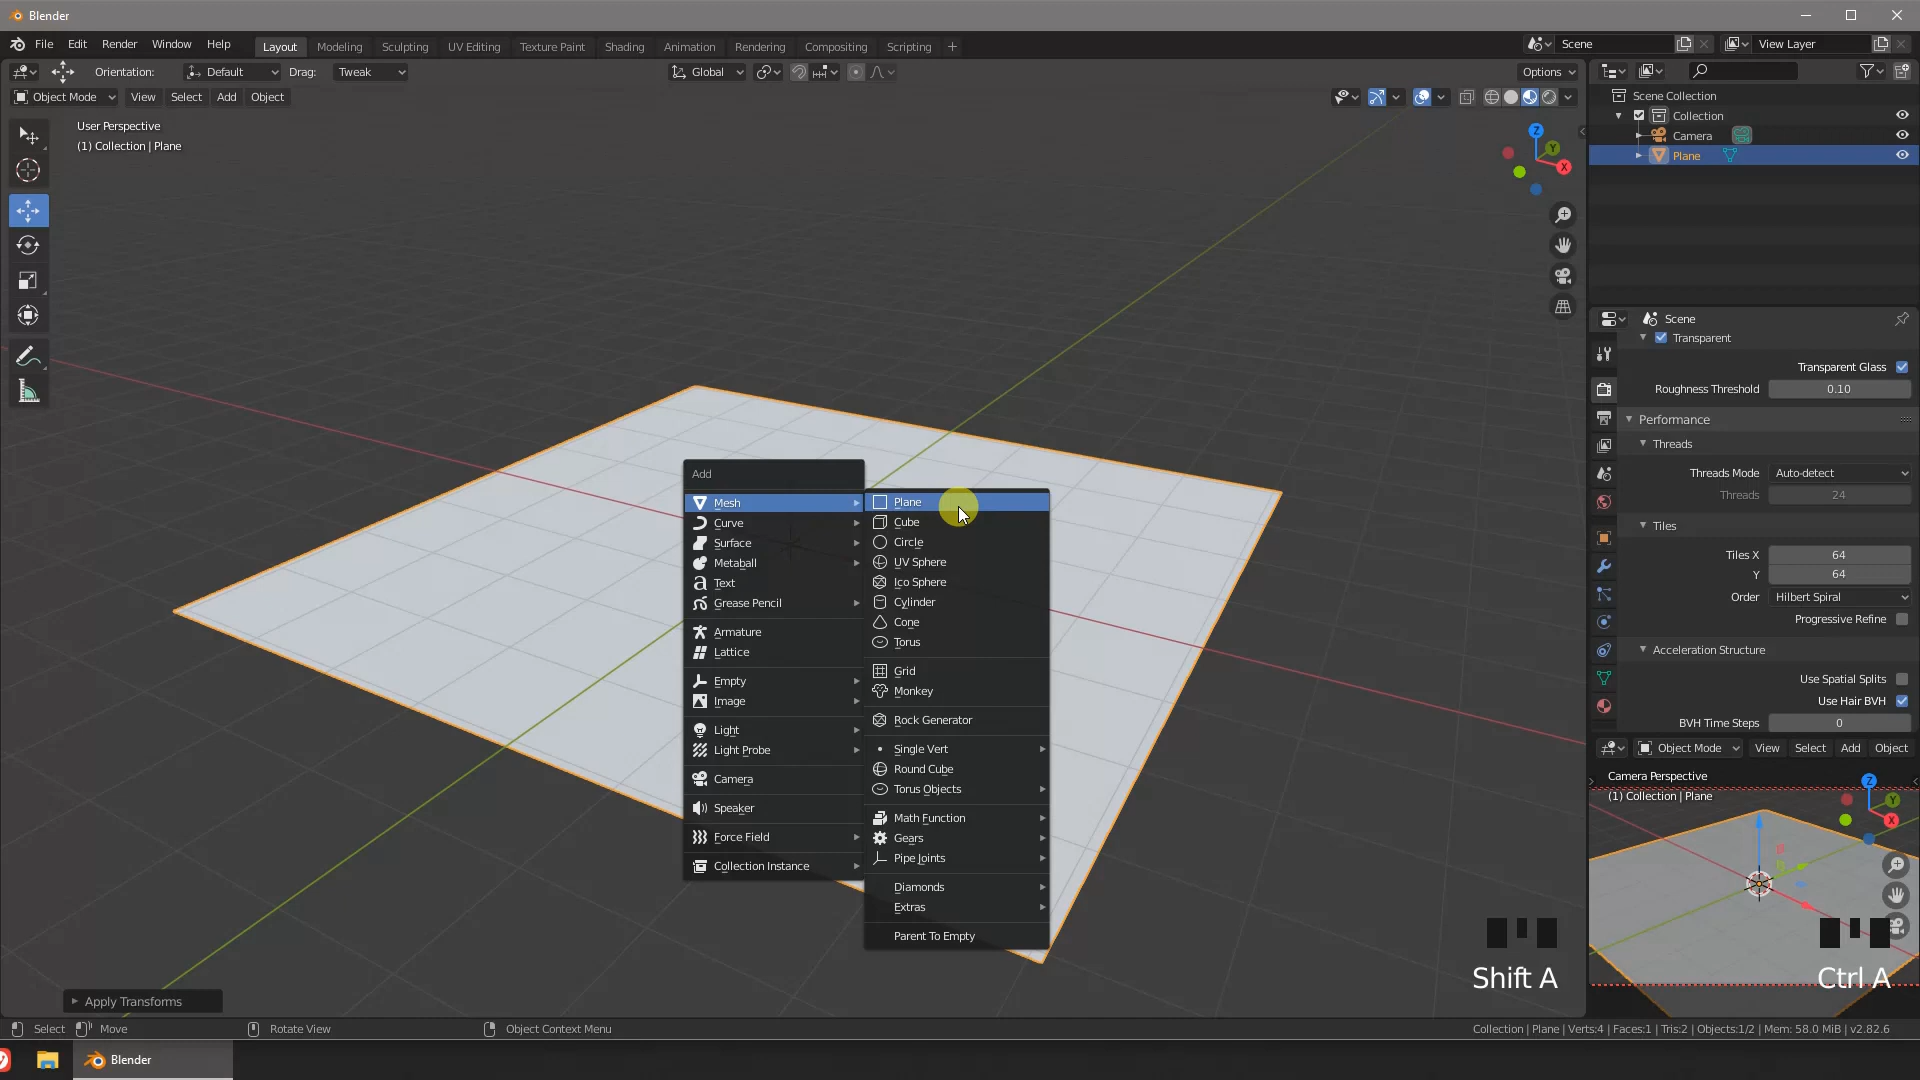 Blender
File Edit Render Window Help Layout Modeling Sculpting UV Editing Texture Paint Shading Animation Rendering Compositing Scripting + Scene View Layer
Orientation: Default Drag: Tweak Global Options
Object Mode View Select Add Object
User Perspective
(1) Collection | Plane
Z
Y
X
Scene Collection
Collection
Camera
Plane
Scene
Transparent
Transparent Glass
Roughness Threshold 0.10
Performance
Threads
Threads Mode Auto-detect
Threads 24
Tiles
Tiles X 64
Y 64
Order Hilbert Spiral
Progressive Refine
Acceleration Structure
Use Spatial Splits
Use Hair BVH
BVH Time Steps 0
Add
Mesh
Curve
Surface
Metaball
Text
Grease Pencil
Armature
Lattice
Empty
Image
Light
Light Probe
Camera
Speaker
Force Field
Collection Instance
Plane
Cube
Circle
UV Sphere
Ico Sphere
Cylinder
Cone
Torus
Grid
Monkey
Rock Generator
Single Vert
Round Cube
Torus Objects
Math Function
Gears
Pipe Joints
Diamonds
Extras
Parent To Empty
Object Mode View Select Add Object
Camera Perspective
(1) Collection | Plane
Z
Y
X
Shift A
Ctrl A
Apply Transforms
Select Move Rotate View Object Context Menu Collection | Plane | Verts:4 | Faces:1 | Tris:2 | Objects:1/2 | Mem: 58.0 MiB | v2.82.6
Blender